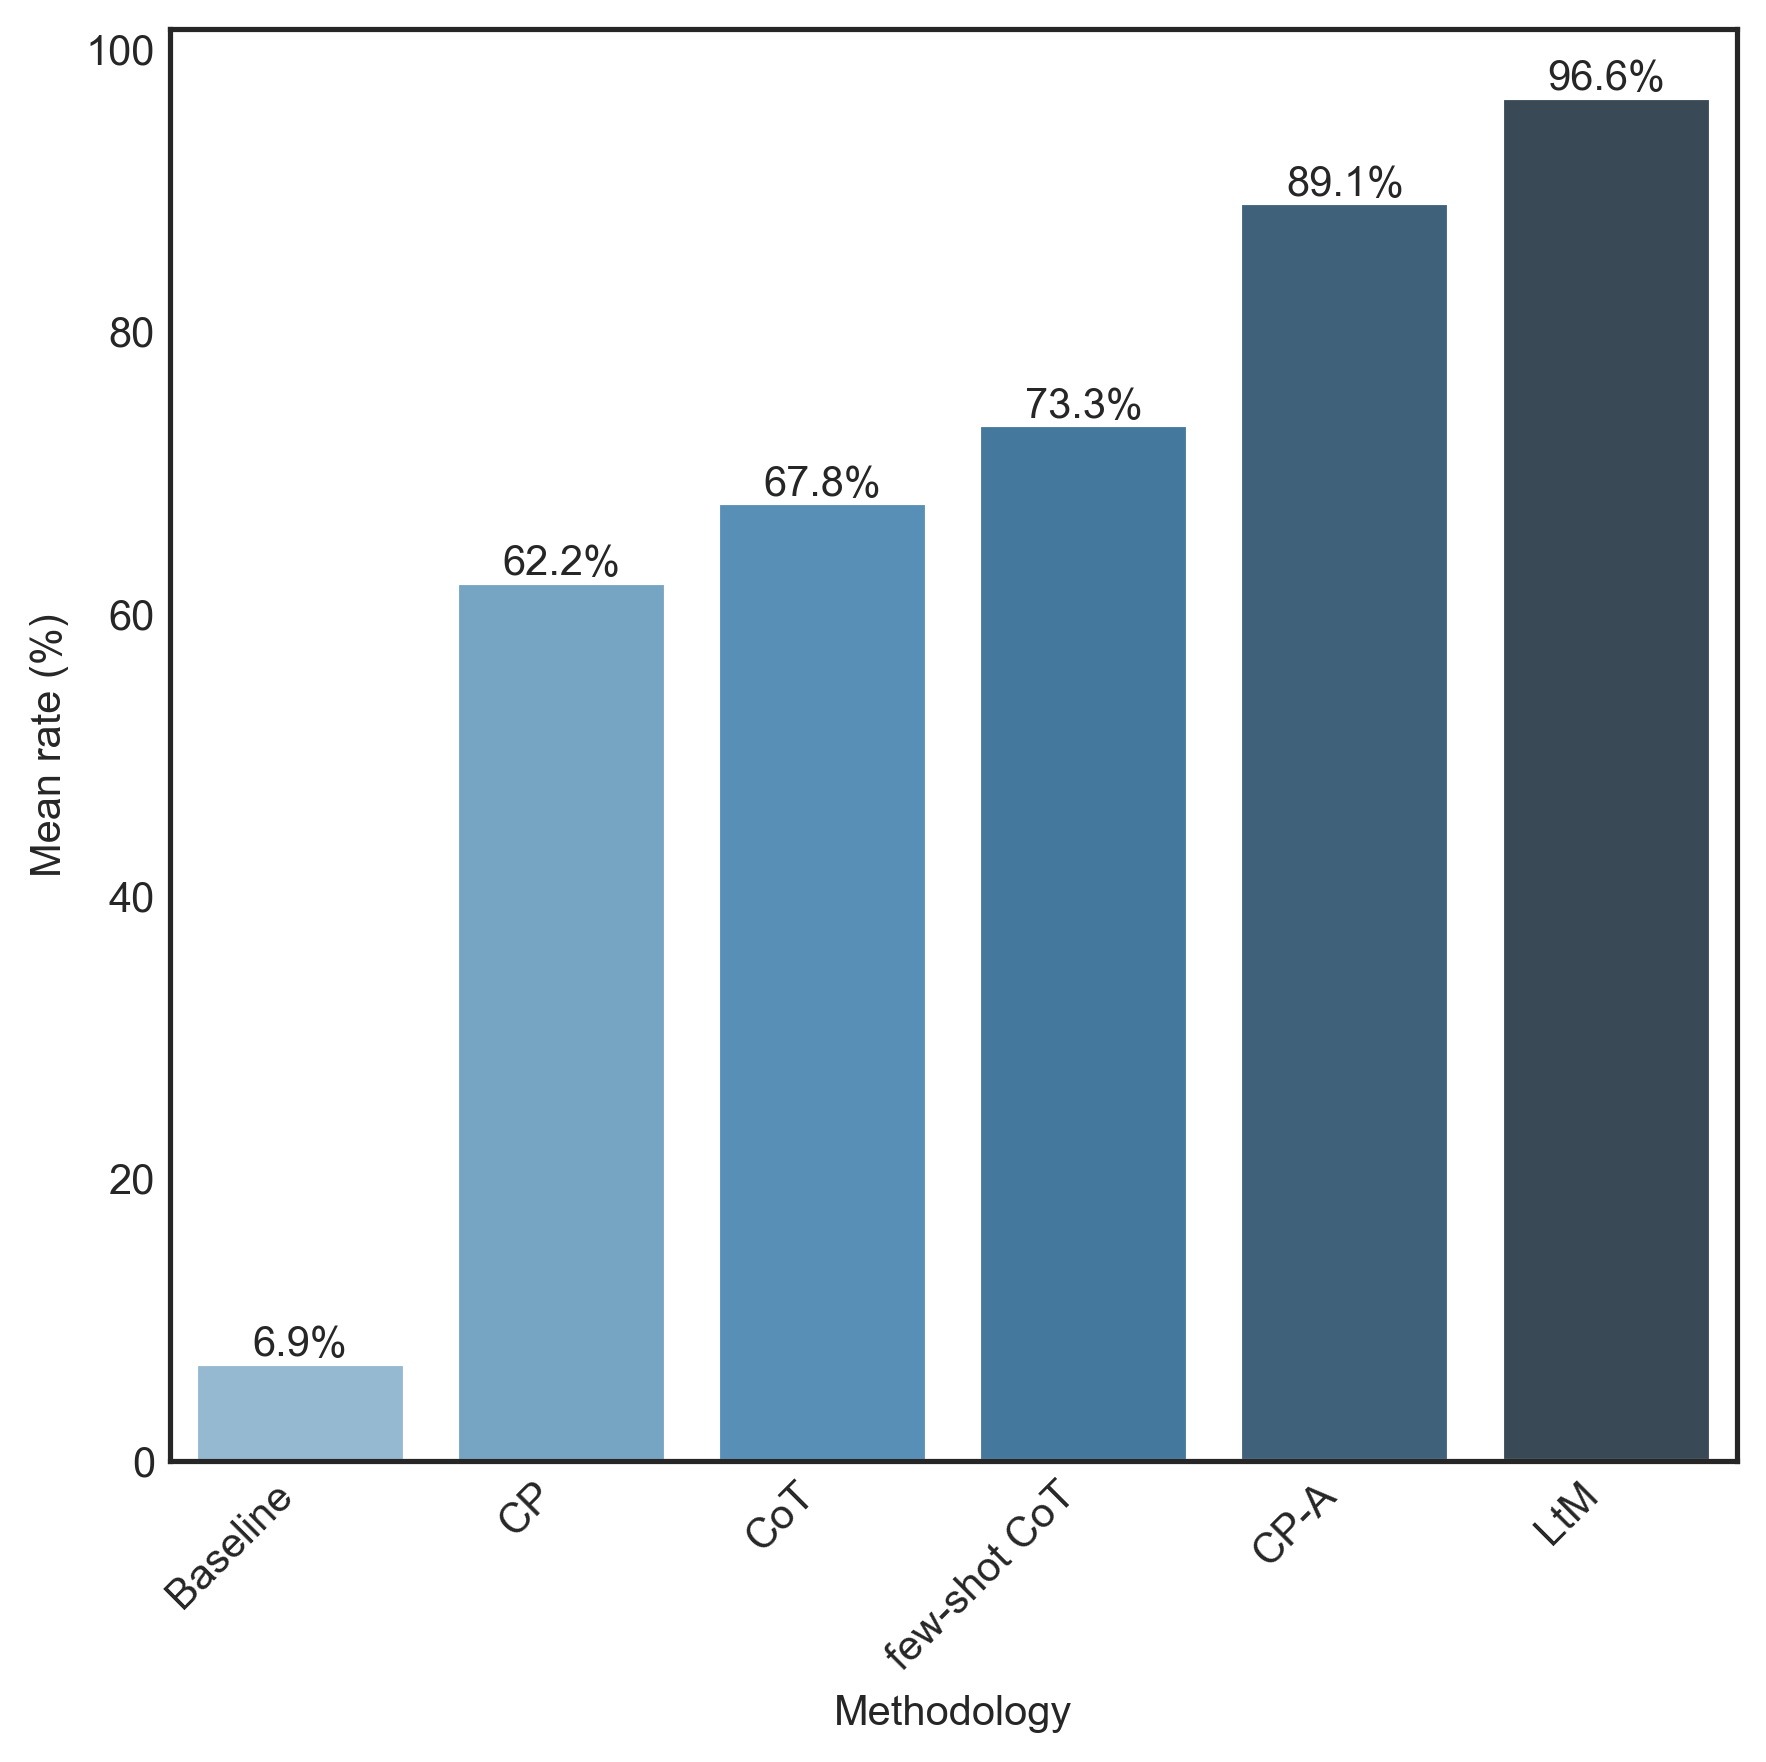 100
80
60
40
20
0
Mean rate (%)
6.9%
62.2%
67.8%
73.3%
89.1%
96.6%
Baseline
CP
CoT
few-shot CoT
CP-A
LtM
Methodology